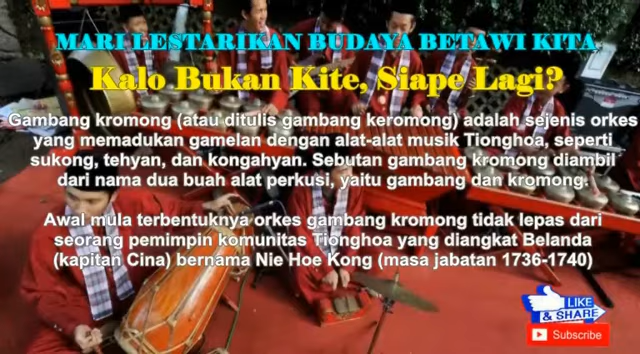 MARI LESTARIKAN BUDAYA BETAWI KITA
Kalo Bukan Kite, Siape Lagi?
Gambang kromong (atau ditulis gambang keromong) adalah sejenis orkes
yang memadukan gamelan dengan alat-alat musik Tionghoa, seperti
sukong, tehyan, dan kongahyan. Sebutan gambang kromong diambil
dari nama dua buah alat perkusi, yaitu gambang dan kromong.
Awal mula terbentuknya orkes gambang kromong tidak lepas dari
seorang pemimpin komunitas Tionghoa yang diangkat Belanda
(kapitan Cina) bernama Nie Hoe Kong (masa jabatan 1736-1740)
LIKE
& SHARE
Subscribe